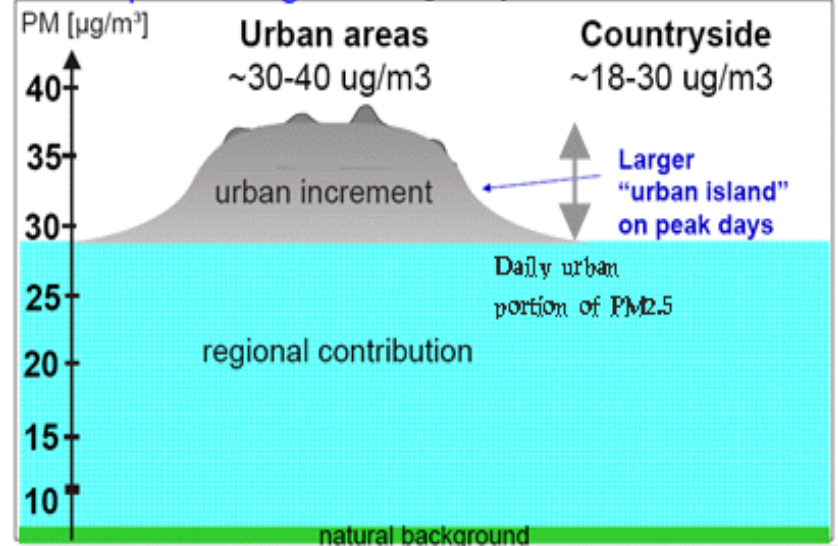 PM [µg/m³]
Urban areas
~30-40 ug/m3
Countryside
~18-30 ug/m3
40
35
30
25
20
15
10
urban increment
Larger
“urban island”
on peak days
Daily urban
portion of PM2.5
regional contribution
natural background